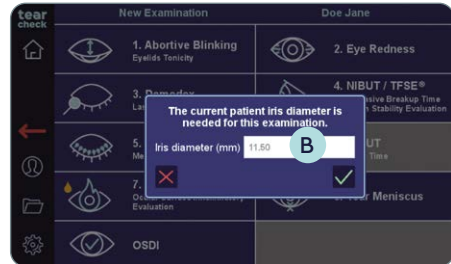 tear
check
New Examination
Doe Jane
1. Abortive Blinking
Eyelids Tonicity
2. Eye Redness
3. Demodex
4. NIBUT / TFSE®
The current patient iris diameter is
needed for this examination.
Iris diameter (mm) 11.50
B
5.
Time
7.
Evaluation
Meniscus
OSDI